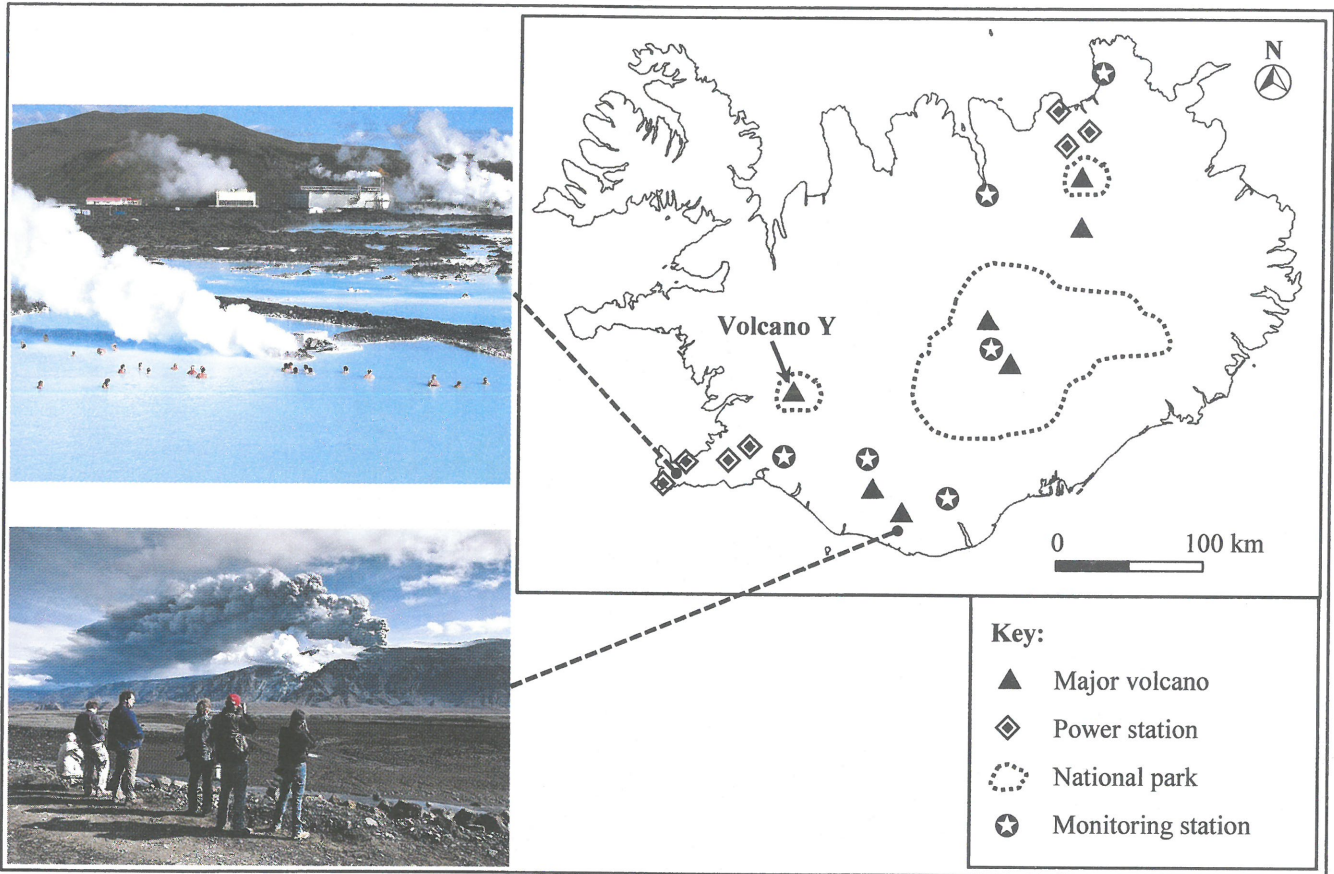 N
Volcano Y
0 100 km
Key:
Major volcano
Power station
National park
Monitoring station